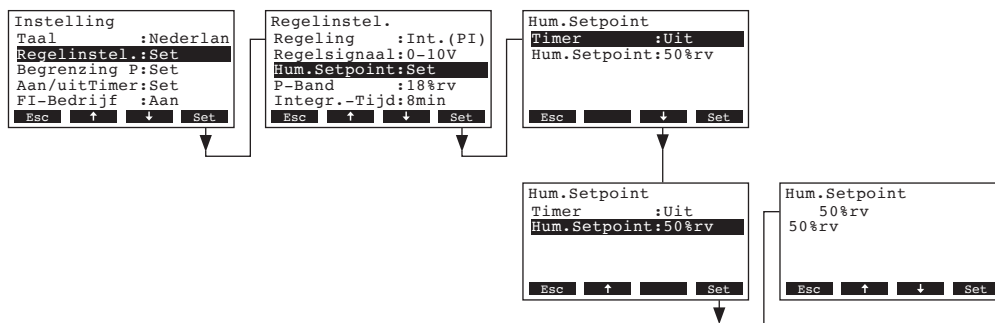 Instelling
Taal :Nederlan
Regelinstel.:Set
Begrenzing P:Set
Aan/uitTimer:Set
FI-Bedrijf :Aan
Esc ↑ ↓ Set
Regelinstel.
Regeling :Int.(PI)
Regelsignaal:0-10V
Hum.Setpoint:Set
P-Band :18%rv
Integr.-Tijd:8min
Esc ↑ ↓ Set
Hum.Setpoint
Timer :Uit
Hum.Setpoint:50%rv
Esc ↓ Set
Hum.Setpoint
Timer :Uit
Hum.Setpoint:50%rv
Esc ↑ Set
Hum.Setpoint
50%rv
50%rv
Esc ↑ ↓ Set